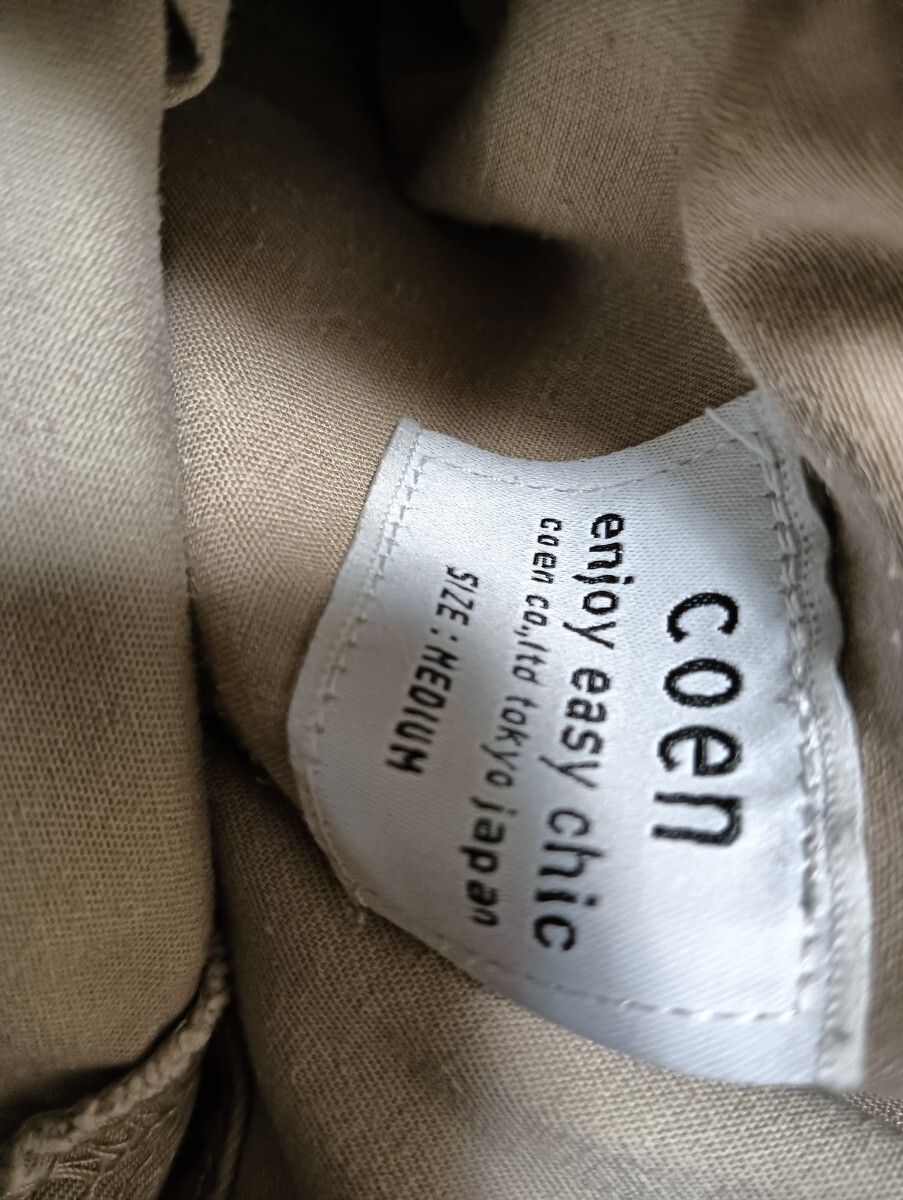 coen
enjoy easy chic
coen co,ltd tokyo japan
SIZE:MEDIUM